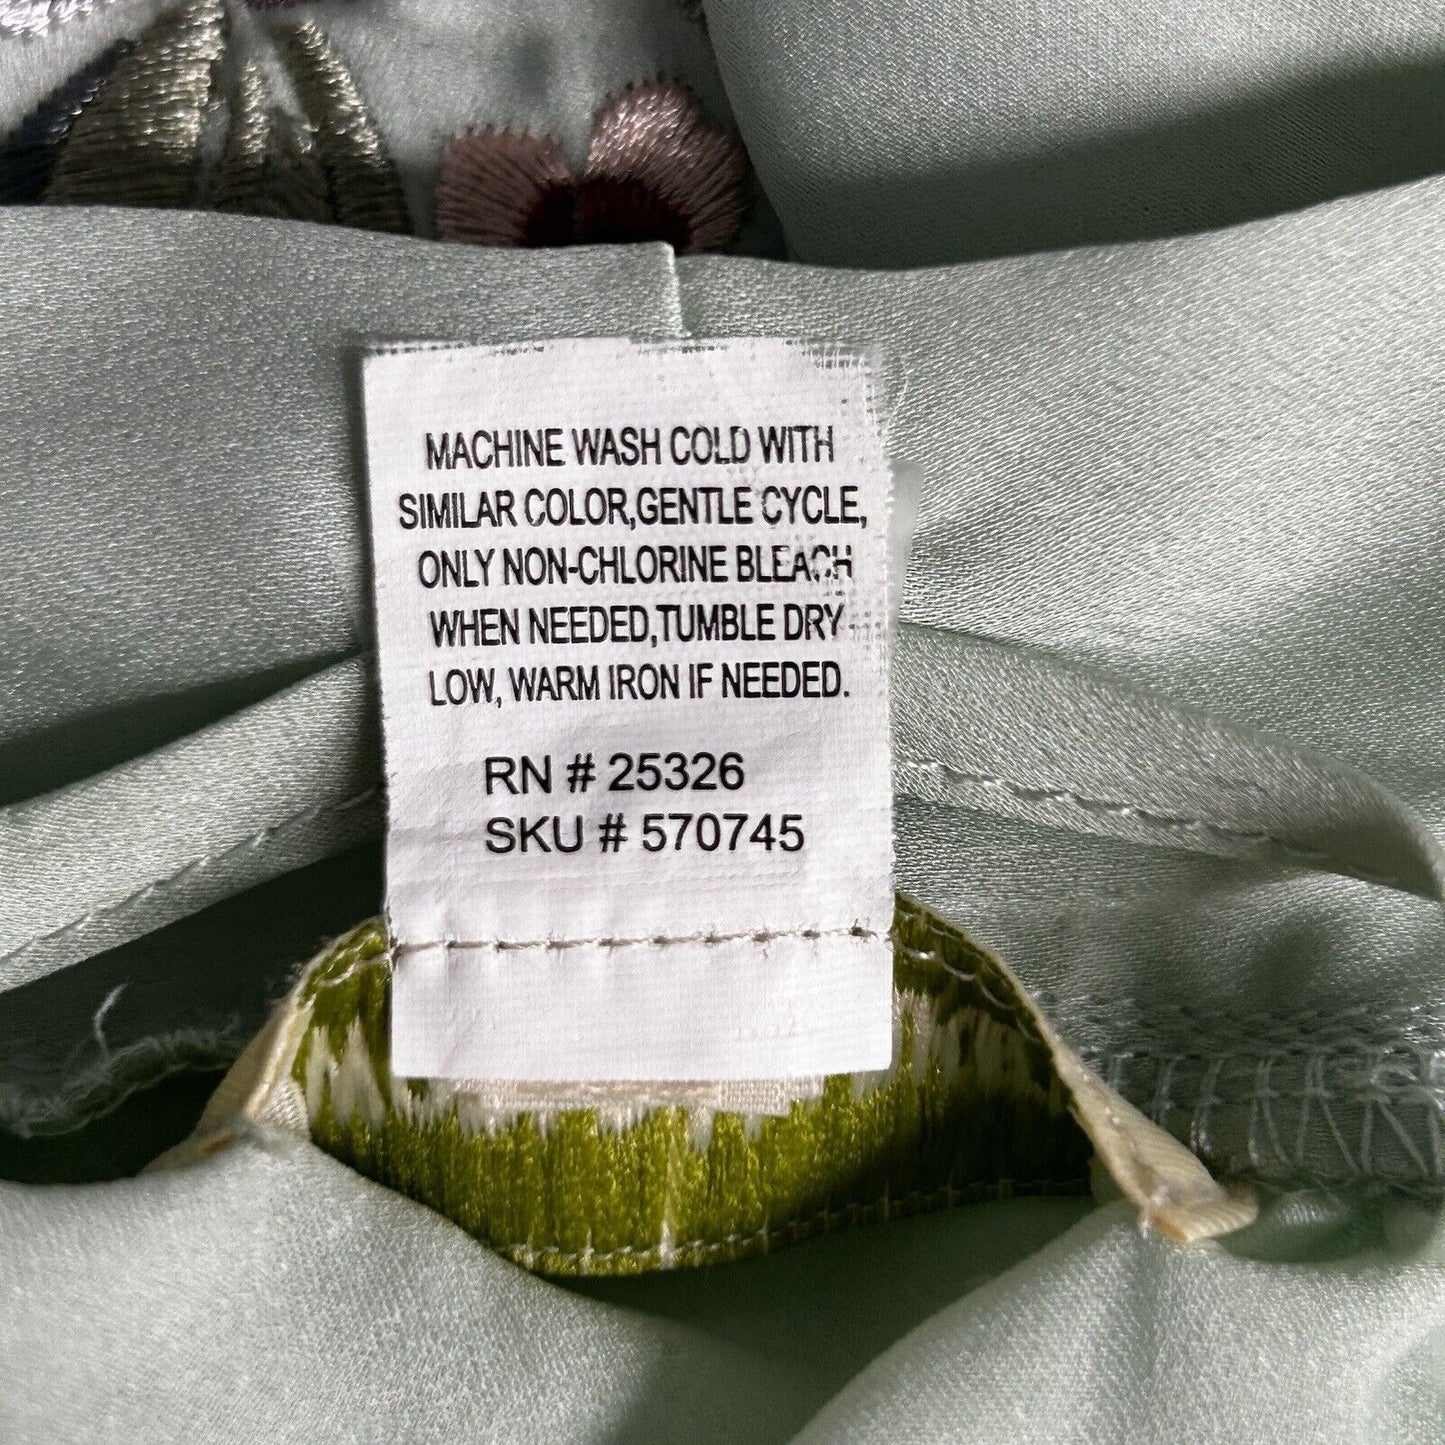 MACHINE WASH COLD WITH
SIMILAR COLOR,GENTLE CYCLE,
ONLY NON-CHLORINE BLEACH
WHEN NEEDED,TUMBLE DRY
LOW, WARM IRON IF NEEDED.
RN # 25326
SKU # 570745